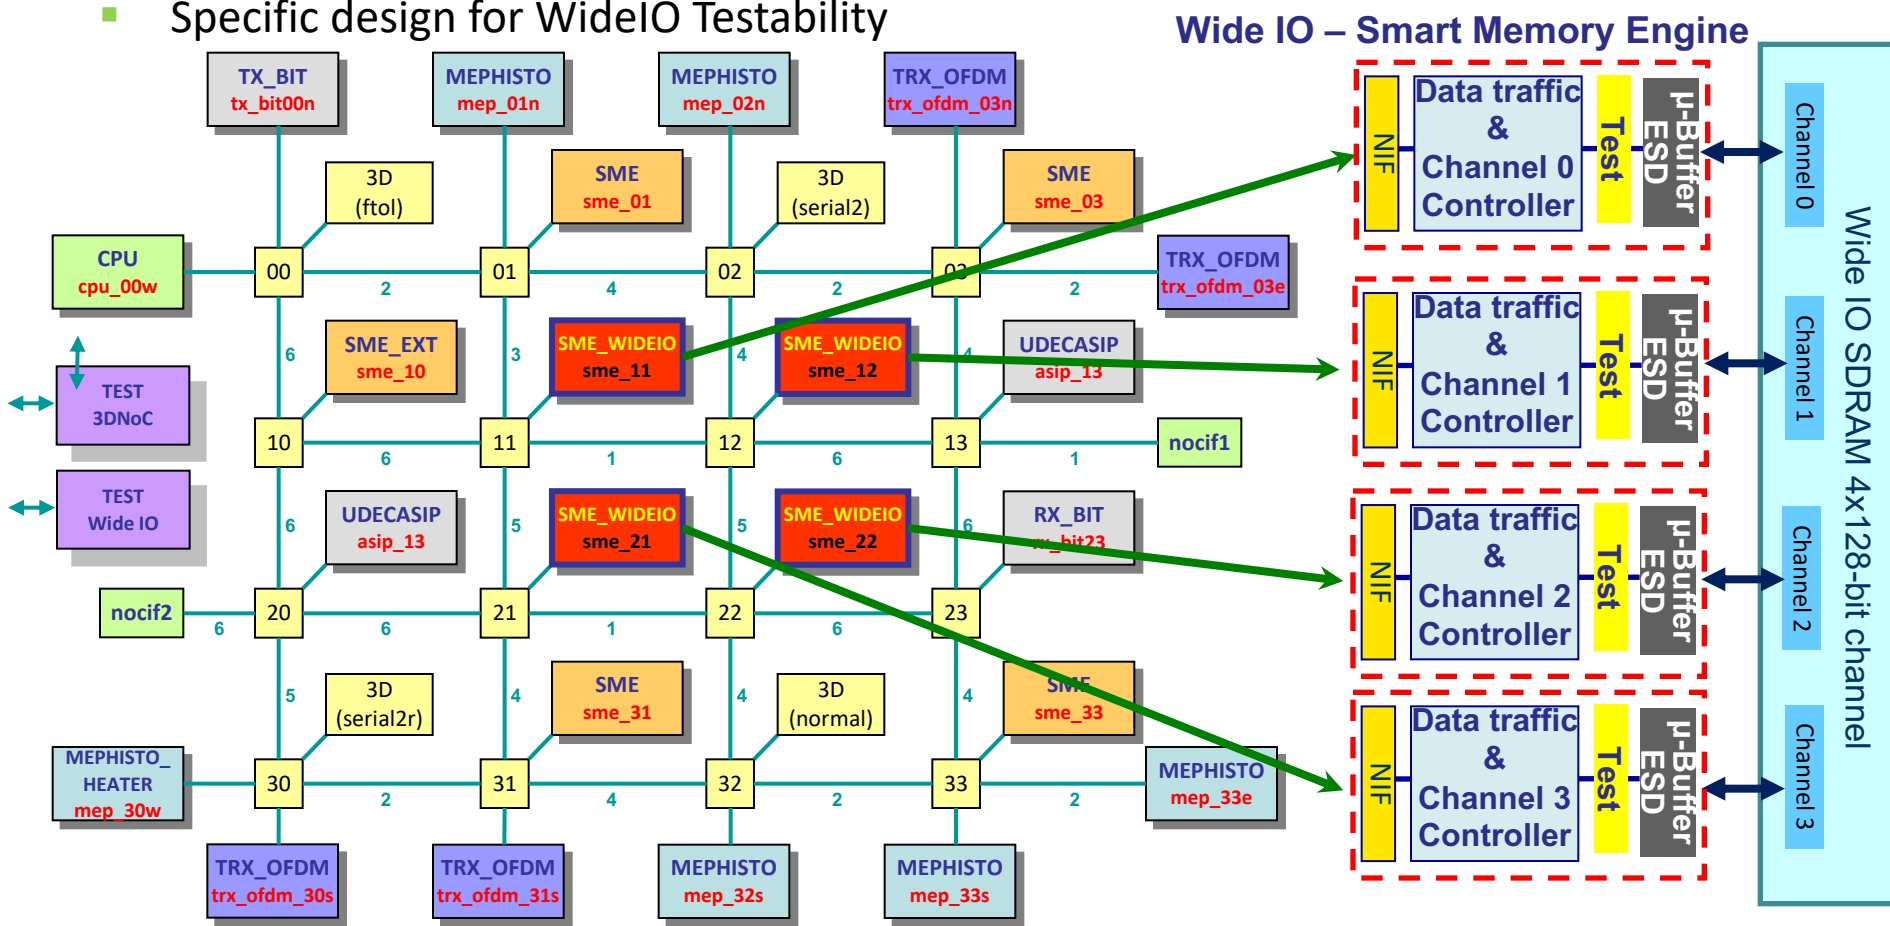 Specific design for WideIO Testability
Wide IO – Smart Memory Engine
TX_BIT
tx_bit00n
MEPHISTO
mep_01n
MEPHISTO
mep_02n
TRX_OFDM
trx_ofdm_03n
3D
(ftol)
SME
sme_01
3D
(serial2)
SME
sme_03
CPU
cpu_00w
00
01
02
03
TRX_OFDM
trx_ofdm_03e
2
4
2
2
6
3
4
4
SME_EXT
sme_10
SME_WIDEIO
sme_11
SME_WIDEIO
sme_12
UDECASIP
asip_13
TEST
3DNoC
10
11
12
13
nocif1
6
1
6
1
TEST
Wide IO
6
5
5
6
UDECASIP
asip_13
SME_WIDEIO
sme_21
SME_WIDEIO
sme_22
RX_BIT
rx_bit23
nocif2
20
21
22
23
6
6
1
6
5
4
4
4
3D
(serial2r)
SME
sme_31
3D
(normal)
SME
sme_33
MEPHISTO_
HEATER
mep_30w
30
31
32
33
MEPHISTO
mep_33e
2
4
2
2
TRX_OFDM
trx_ofdm_30s
TRX_OFDM
trx_ofdm_31s
MEPHISTO
mep_32s
MEPHISTO
mep_33s
NIF
Data traffic
&
Channel 0
Controller
Test
µ-Buffer
ESD
Channel 0
NIF
Data traffic
&
Channel 1
Controller
Test
µ-Buffer
ESD
Channel 1
NIF
Data traffic
&
Channel 2
Controller
Test
µ-Buffer
ESD
Channel 2
NIF
Data traffic
&
Channel 3
Controller
Test
µ-Buffer
ESD
Channel 3
Wide IO SDRAM 4x128-bit channel